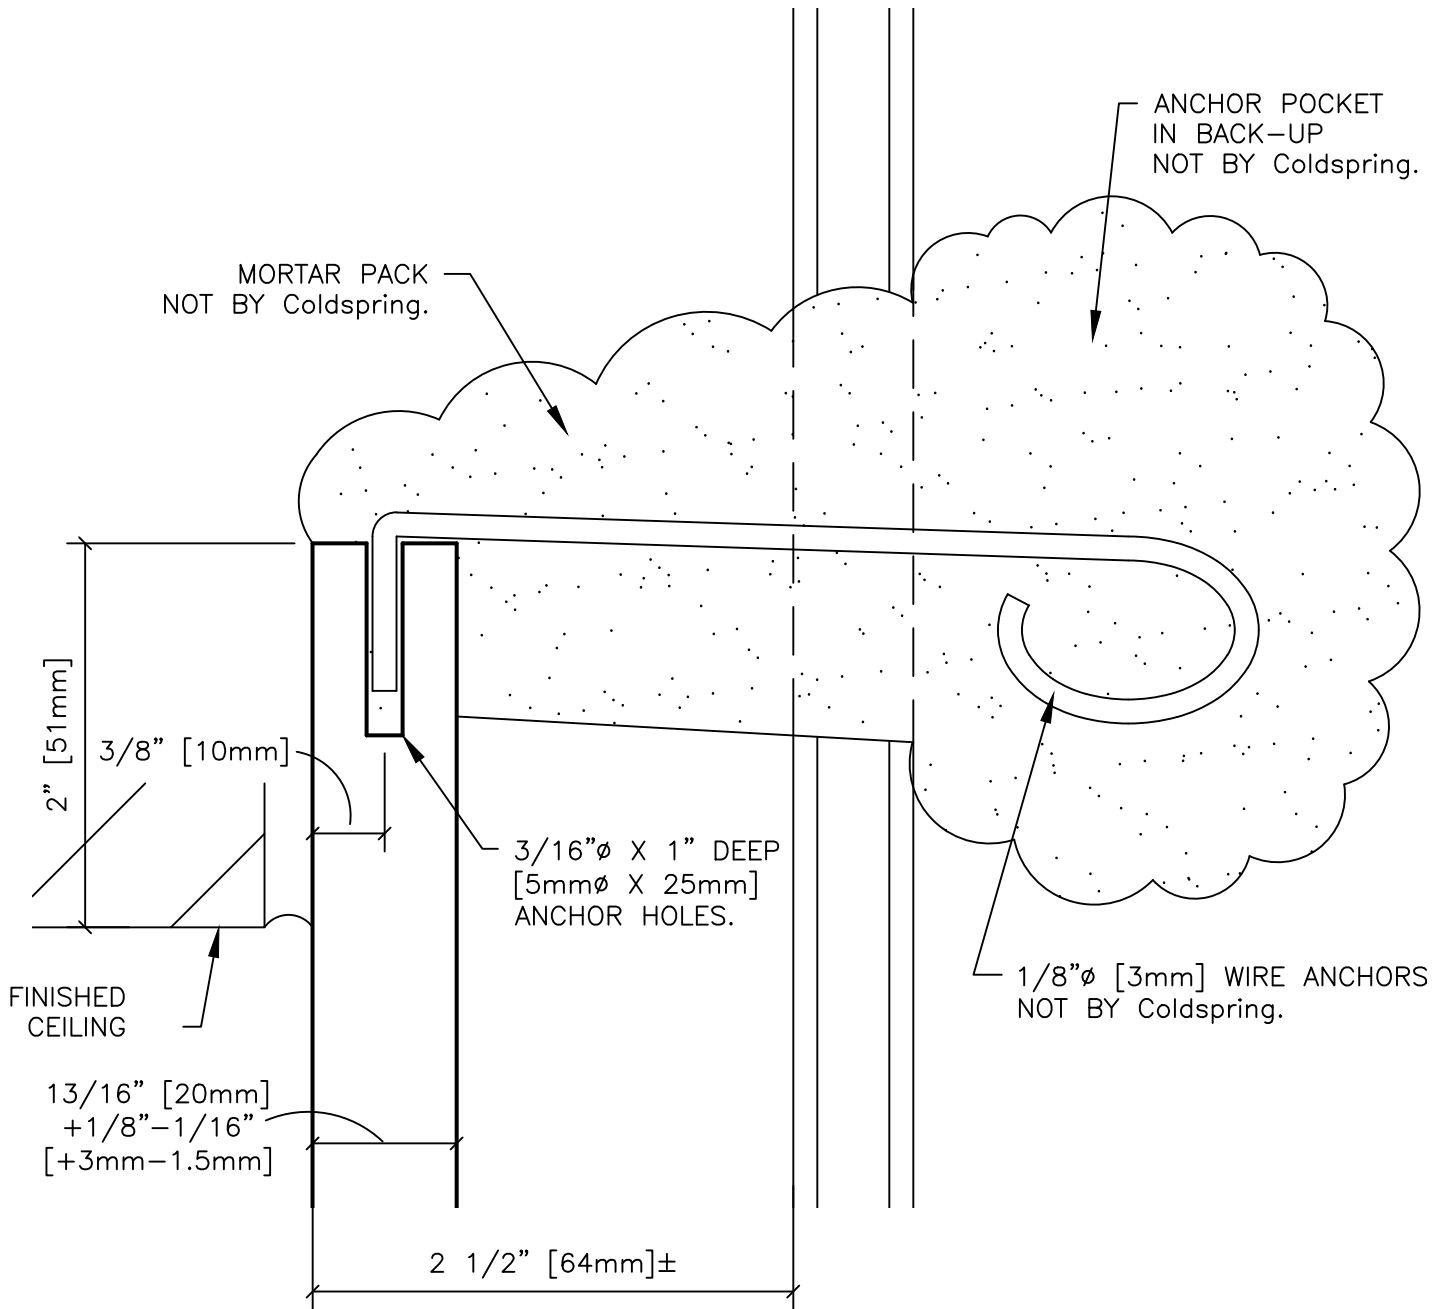 ANCHOR POCKET
IN BACK-UP
NOT BY Coldspring.
MORTAR PACK
NOT BY Coldspring.
2" [51mm]
3/8" [10mm]
3/16"ø X 1" DEEP
[5mmø X 25mm]
ANCHOR HOLES.
1/8"ø [3mm] WIRE ANCHORS
NOT BY Coldspring.
FINISHED
CEILING
13/16" [20mm]
+1/8"-1/16"
[+3mm-1.5mm]
2 1/2" [64mm]±